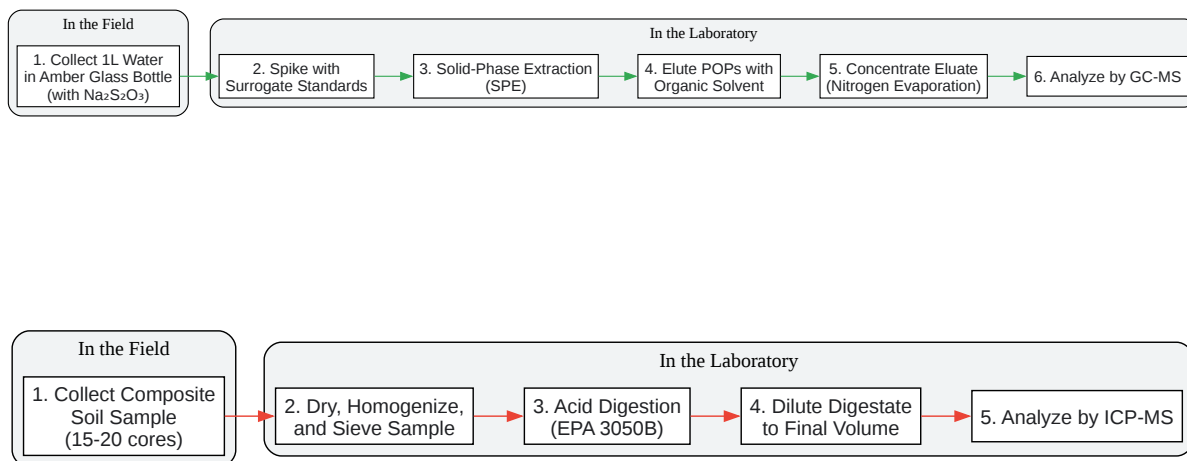 In the Field
1. Collect 1L Water
in Amber Glass Bottle
(with Na₂S₂O₃)
In the Laboratory
2. Spike with
Surrogate Standards
3. Solid-Phase Extraction
(SPE)
4. Elute POPs with
Organic Solvent
5. Concentrate Eluate
(Nitrogen Evaporation)
6. Analyze by GC-MS
In the Field
1. Collect Composite
Soil Sample
(15-20 cores)
In the Laboratory
2. Dry, Homogenize,
and Sieve Sample
3. Acid Digestion
(EPA 3050B)
4. Dilute Digestate
to Final Volume
5. Analyze by ICP-MS